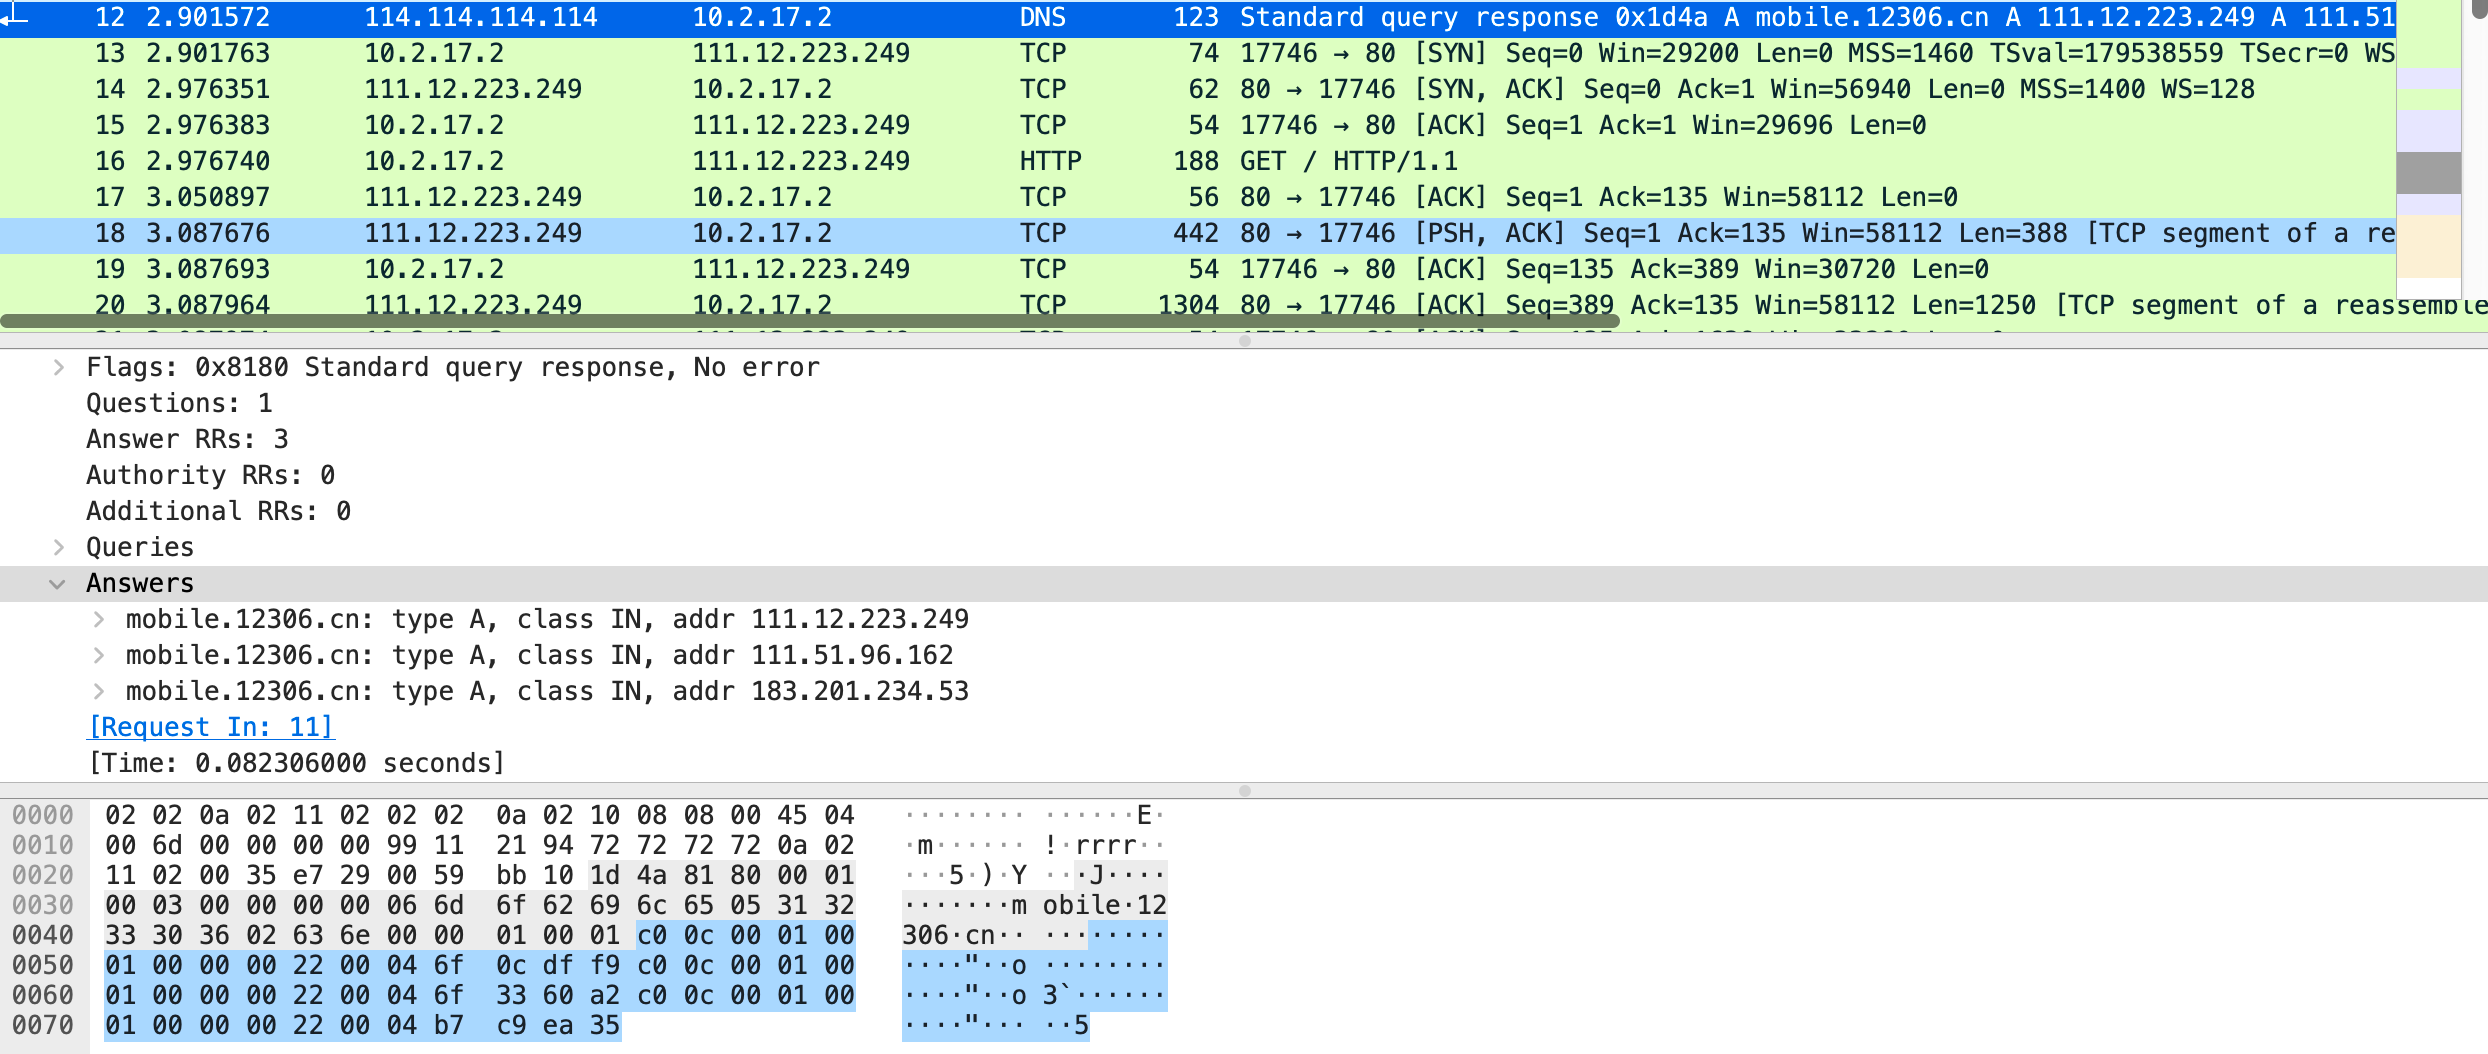 12 2.901572 114.114.114.114 10.2.17.2 DNS 123 Standard query response 0x1d4a A mobile.12306.cn A 111.12.223.249 A 111.51
13 2.901763 10.2.17.2 111.12.223.249 TCP 74 17746 → 80 [SYN] Seq=0 Win=29200 Len=0 MSS=1460 TSval=179538559 TSecr=0 WS
14 2.976351 111.12.223.249 10.2.17.2 TCP 62 80 → 17746 [SYN, ACK] Seq=0 Ack=1 Win=56940 Len=0 MSS=1400 WS=128
15 2.976383 10.2.17.2 111.12.223.249 TCP 54 17746 → 80 [ACK] Seq=1 Ack=1 Win=29696 Len=0
16 2.976740 10.2.17.2 111.12.223.249 HTTP 188 GET / HTTP/1.1
17 3.050897 111.12.223.249 10.2.17.2 TCP 56 80 → 17746 [ACK] Seq=1 Ack=135 Win=58112 Len=0
18 3.087676 111.12.223.249 10.2.17.2 TCP 442 80 → 17746 [PSH, ACK] Seq=1 Ack=135 Win=58112 Len=388 [TCP segment of a re
19 3.087693 10.2.17.2 111.12.223.249 TCP 54 17746 → 80 [ACK] Seq=135 Ack=389 Win=30720 Len=0
20 3.087964 111.12.223.249 10.2.17.2 TCP 1304 80 → 17746 [ACK] Seq=389 Ack=135 Win=58112 Len=1250 [TCP segment of a reassemble
Flags: 0x8180 Standard query response, No error
Questions: 1
Answer RRs: 3
Authority RRs: 0
Additional RRs: 0
Queries
Answers
mobile.12306.cn: type A, class IN, addr 111.12.223.249
mobile.12306.cn: type A, class IN, addr 111.51.96.162
mobile.12306.cn: type A, class IN, addr 183.201.234.53
[Request In: 11]
[Time: 0.082306000 seconds]
0000 02 02 0a 02 11 02 02 02 0a 02 10 08 08 00 45 04 ········ ······E·
0010 00 6d 00 00 00 00 99 11 21 94 72 72 72 72 0a 02 ·m······ !·rrrr··
0020 11 02 00 35 e7 29 00 59 bb 10 1d 4a 81 80 00 01 ···5·)·Y ···J····
0030 00 03 00 00 00 00 06 6d 6f 62 69 6c 65 05 31 32 ·······m obile·12
0040 33 30 36 02 63 6e 00 00 01 00 01 c0 0c 00 01 00 306·cn·· ········
0050 01 00 00 00 22 00 04 6f 0c df f9 c0 0c 00 01 00 ····"··o ········
0060 01 00 00 00 22 00 04 6f 33 60 a2 c0 0c 00 01 00 ····"··o 3`······
0070 01 00 00 00 22 00 04 b7 c9 ea 35 ····"··· ··5